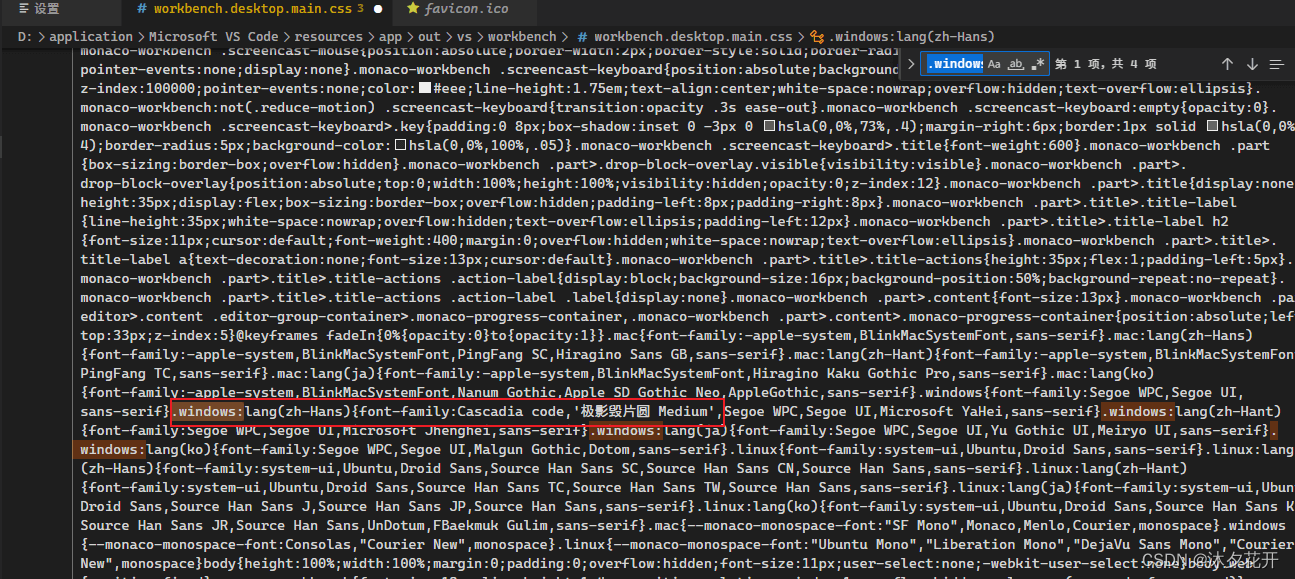 设置
# workbench.desktop.main.css 3 ●
favicon.ico
D: > application > Microsoft VS Code > resources > app > out > vs > workbench > # workbench.desktop.main.css > .windows:lang(zh-Hans)
> .windows Aa ab .* 第 1 项，共 4 项 ↑ ↓
monaco-workbench .screencast-mouse{position:absolute;border-width:2px;border-style:solid;border-radi
pointer-events:none;display:none}.monaco-workbench .screencast-keyboard{position:absolute;background
z-index:100000;pointer-events:none;color:#eee;line-height:1.75em;text-align:center;white-space:nowrap;overflow:hidden;text-overflow:ellipsis}.
monaco-workbench:not(.reduce-motion) .screencast-keyboard{transition:opacity .3s ease-out}.monaco-workbench .screencast-keyboard:empty{opacity:0}.
monaco-workbench .screencast-keyboard>.key{padding:0 8px;box-shadow:inset 0 -3px 0 hsla(0,0%,73%,.4);margin-right:6px;border:1px solid hsla(0,0%
4);border-radius:5px;background-color:hsla(0,0%,100%,.05)}.monaco-workbench .screencast-keyboard>.title{font-weight:600}.monaco-workbench .part
{box-sizing:border-box;overflow:hidden}.monaco-workbench .part>.drop-block-overlay.visible{visibility:visible}.monaco-workbench .part>.
drop-block-overlay{position:absolute;top:0;width:100%;height:100%;visibility:hidden;opacity:0;z-index:12}.monaco-workbench .part>.title{display:none
height:35px;display:flex;box-sizing:border-box;overflow:hidden;padding-left:8px;padding-right:8px}.monaco-workbench .part>.title>.title-label
{line-height:35px;white-space:nowrap;overflow:hidden;text-overflow:ellipsis;padding-left:12px}.monaco-workbench .part>.title>.title-label h2
{font-size:11px;cursor:default;font-weight:400;margin:0;overflow:hidden;white-space:nowrap;text-overflow:ellipsis}.monaco-workbench .part>.title>.
title-label a{text-decoration:none;font-size:13px;cursor:default}.monaco-workbench .part>.title>.title-actions{height:35px;flex:1;padding-left:5px}.
monaco-workbench .part>.title>.title-actions .action-label{display:block;background-size:16px;background-position:50%;background-repeat:no-repeat}.
monaco-workbench .part>.title>.title-actions .action-label .label{display:none}.monaco-workbench .part>.content{font-size:13px}.monaco-workbench .pa
editor>.content .editor-group-container>.monaco-progress-container,.monaco-workbench .part>.content>.monaco-progress-container{position:absolute;lef
top:33px;z-index:5}@keyframes fadeIn{0%{opacity:0}to{opacity:1}}.mac{font-family:-apple-system,BlinkMacSystemFont,sans-serif}.mac:lang(zh-Hans)
{font-family:-apple-system,BlinkMacSystemFont,PingFang SC,Hiragino Sans GB,sans-serif}.mac:lang(zh-Hant){font-family:-apple-system,BlinkMacSystemFon
PingFang TC,sans-serif}.mac:lang(ja){font-family:-apple-system,BlinkMacSystemFont,Hiragino Kaku Gothic Pro,sans-serif}.mac:lang(ko)
{font-family:-apple-system,BlinkMacSystemFont,Nanum Gothic,Apple SD Gothic Neo,AppleGothic,sans-serif}.windows{font-family:Segoe WPC,Segoe UI,
sans-serif}.windows:lang(zh-Hans){font-family:Cascadia code,'极影毁片圆 Medium',Segoe WPC,Segoe UI,Microsoft YaHei,sans-serif}.windows:lang(zh-Hant)
{font-family:Segoe WPC,Segoe UI,Microsoft Jhenghei,sans-serif}.windows:lang(ja){font-family:Segoe WPC,Segoe UI,Yu Gothic UI,Meiryo UI,sans-serif}.
windows:lang(ko){font-family:Segoe WPC,Segoe UI,Malgun Gothic,Dotom,sans-serif}.linux{font-family:system-ui,Ubuntu,Droid Sans,sans-serif}.linux:lang
(zh-Hans){font-family:system-ui,Ubuntu,Droid Sans,Source Han Sans SC,Source Han Sans CN,Source Han Sans,sans-serif}.linux:lang(zh-Hant)
{font-family:system-ui,Ubuntu,Droid Sans,Source Han Sans TC,Source Han Sans TW,Source Han Sans,sans-serif}.linux:lang(ja){font-family:system-ui,Ubun
Droid Sans,Source Han Sans J,Source Han Sans JP,Source Han Sans,sans-serif}.linux:lang(ko){font-family:system-ui,Ubuntu,Droid Sans,Source Han Sans K
Source Han Sans JR,Source Han Sans,UnDotum,FBaekmuk Gulim,sans-serif}.mac{--monaco-monospace-font:"SF Mono",Monaco,Menlo,Courier,monospace}.windows
{--monaco-monospace-font:Consolas,"Courier New",monospace}.linux{--monaco-monospace-font:"Ubuntu Mono","Liberation Mono","DejaVu Sans Mono","Courier
New",monospace}body{height:100%;width:100%;margin:0;padding:0;overflow:hidden;font-size:11px;user-select:none;-webkit-user-select:none}body web
CSDN @沐夕花开